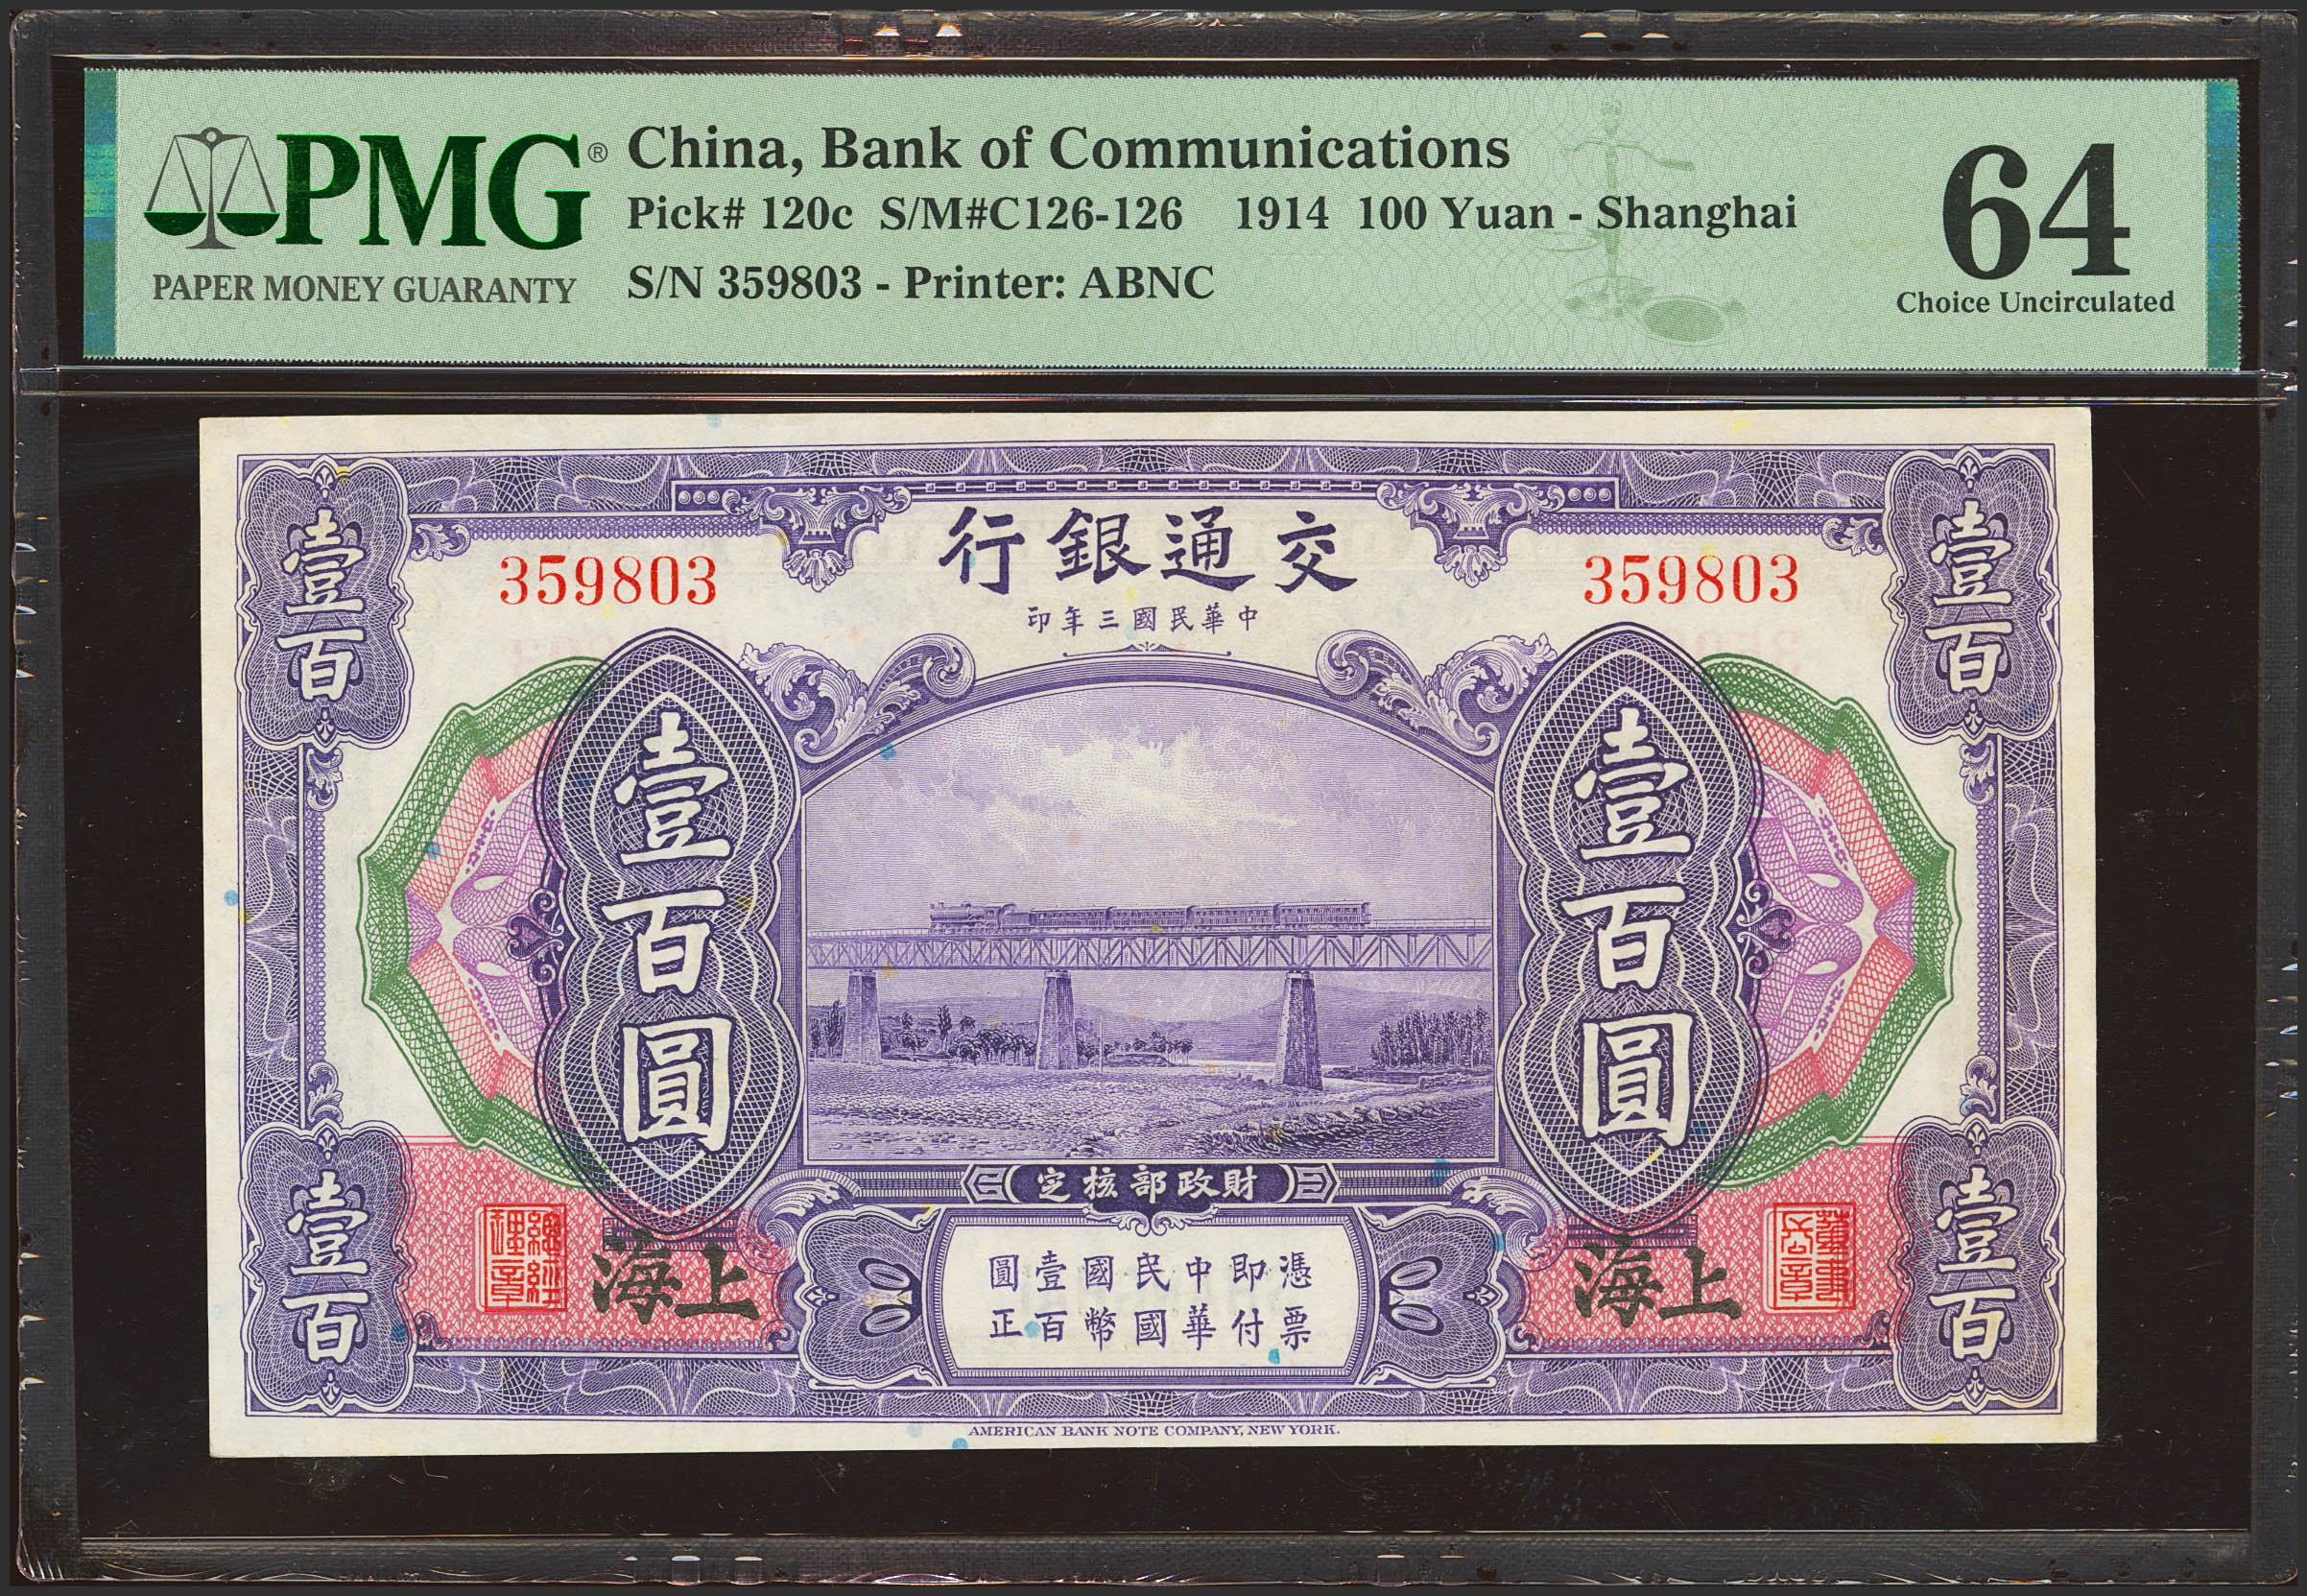 PMG®
PAPER MONEY GUARANTY
China, Bank of Communications
Pick# 120c S/M#C126-126 1914 100 Yuan - Shanghai
S/N 359803 - Printer: ABNC
64
Choice Uncirculated
交通銀行
中華民國三年印
359803
359803
壹百
壹百
壹百圓
壹百圓
財政部核定
憑票即付中華民國國幣壹百圓正
上海
上海
總經理章
壹百
壹百
AMERICAN BANK NOTE COMPANY, NEW YORK.